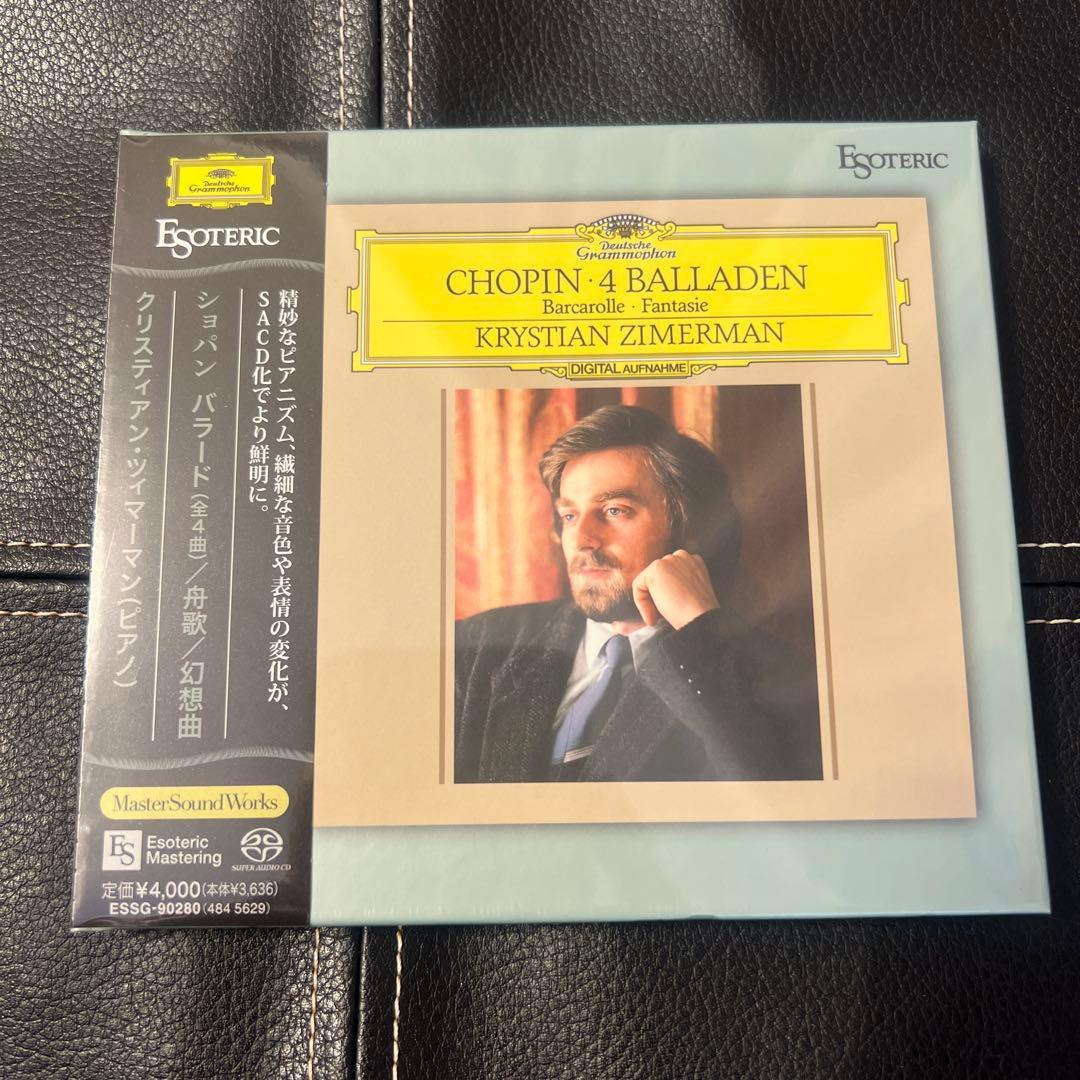 Deutsche
Grammophon
ESOTERIC
精妙なピアニズム、繊細な音色や表情の変化が、
SACD化でより鮮明に。
ショパン バラード(全4曲)/舟歌/幻想曲
クリスティアン・ツィマーマン(ピアノ)
MasterSoundWorks
ES
Esoteric
Mastering
SUPER AUDIO CD
定価¥4,000(本体¥3,636)
ESSG-90280(484 5629)
ESOTERIC
Deutsche
Grammophon
CHOPIN・4 BALLADEN
Barcarolle・Fantasie
KRYSTIAN ZIMERMAN
DIGITAL AUFNAHME